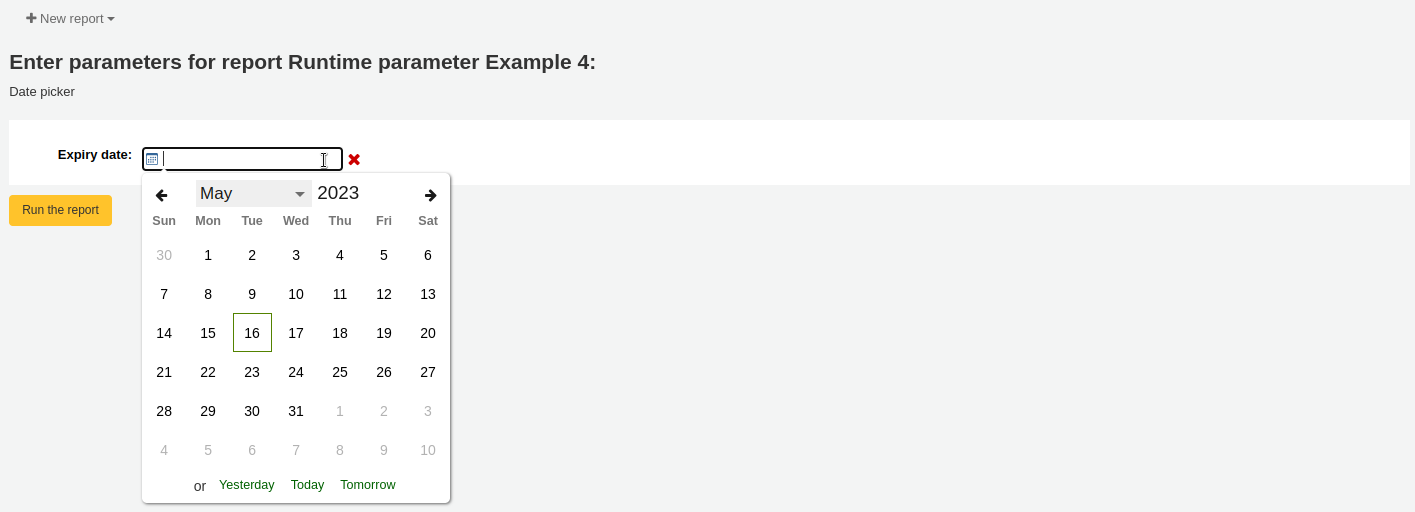 New report
Enter parameters for report Runtime parameter Example 4:
Date picker
Expiry date:
May 2023
Sun Mon Tue Wed Thu Fri Sat
30 1 2 3 4 5 6
7 8 9 10 11 12 13
14 15 16 17 18 19 20
21 22 23 24 25 26 27
28 29 30 31 1 2 3
4 5 6 7 8 9 10
or Yesterday Today Tomorrow
Run the report